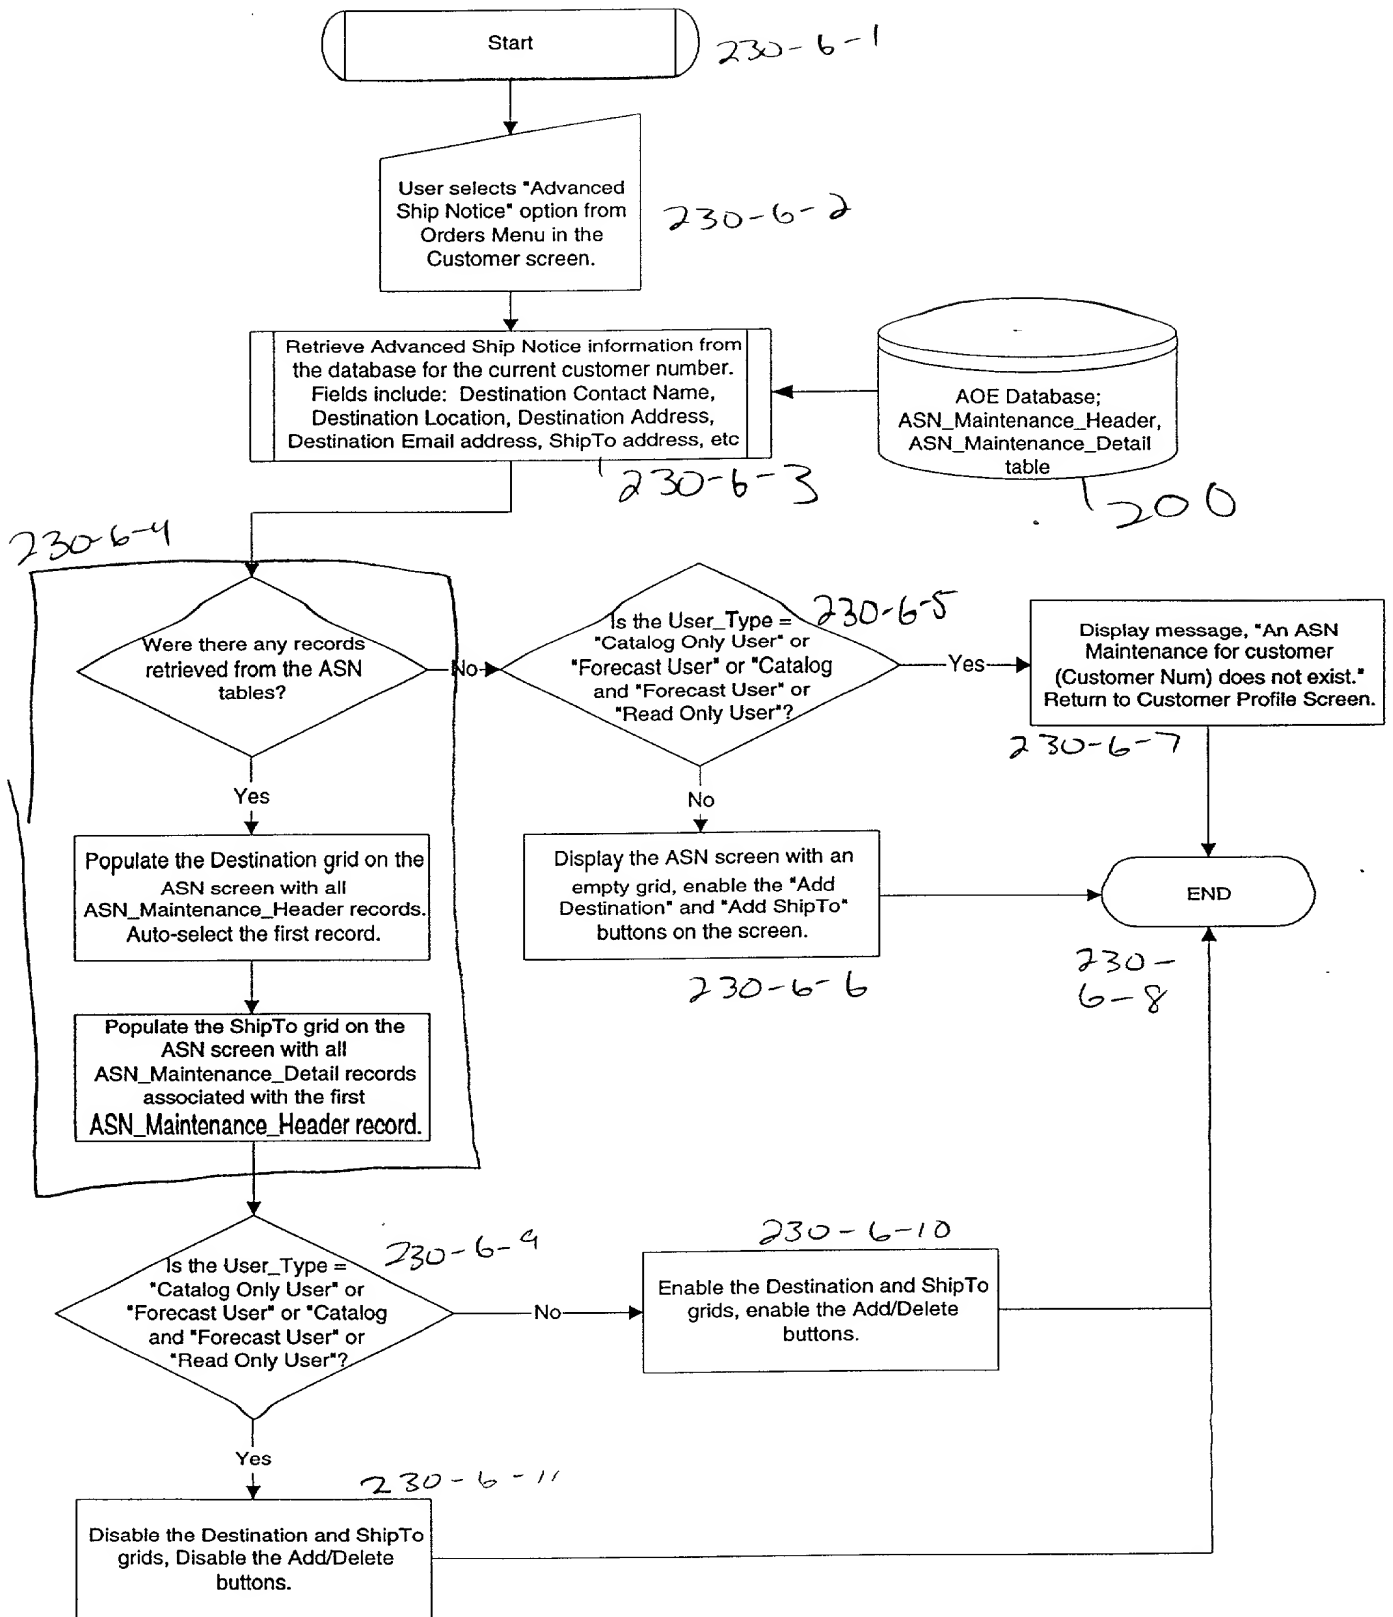 Start
230-6-1
User selects "Advanced
Ship Notice" option from
Orders Menu in the
Customer screen.
230-6-2
Retrieve Advanced Ship Notice information from
the database for the current customer number.
Fields include: Destination Contact Name,
Destination Location, Destination Address,
Destination Email address, ShipTo address, etc
230-6-3
AOE Database;
ASN_Maintenance_Header,
ASN_Maintenance_Detail
table
200
230-6-4
Were there any records
retrieved from the ASN
tables?
No
Is the User_Type =
"Catalog Only User" or
"Forecast User" or "Catalog
and "Forecast User" or
"Read Only User"?
230-6-5
Yes
Display message, "An ASN
Maintenance for customer
(Customer Num) does not exist."
Return to Customer Profile Screen.
230-6-7
Yes
No
Populate the Destination grid on the
ASN screen with all
ASN_Maintenance_Header records.
Auto-select the first record.
Display the ASN screen with an
empty grid, enable the "Add
Destination" and "Add ShipTo"
buttons on the screen.
230-6-6
END
230-
6-8
Populate the ShipTo grid on the
ASN screen with all
ASN_Maintenance_Detail records
associated with the first
ASN_Maintenance_Header record.
Is the User_Type =
"Catalog Only User" or
"Forecast User" or "Catalog
and "Forecast User" or
"Read Only User"?
230-6-9
No
230-6-10
Enable the Destination and ShipTo
grids, enable the Add/Delete
buttons.
Yes
230-6-11
Disable the Destination and ShipTo
grids, Disable the Add/Delete
buttons.